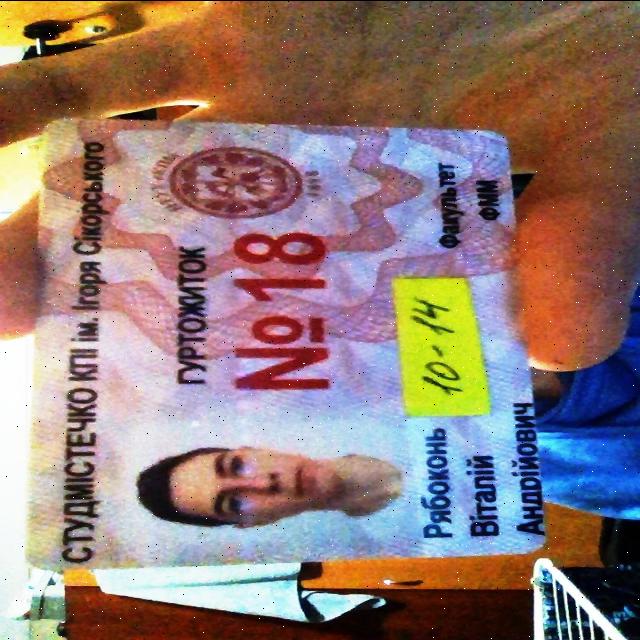 СТУДМІСТЕЧКО КПІ ім. Ігоря Сікорського
ГУРТОЖИТОК
№18
10-14
Рябоконь
Віталій
Андрійович
Факультет
ФММ